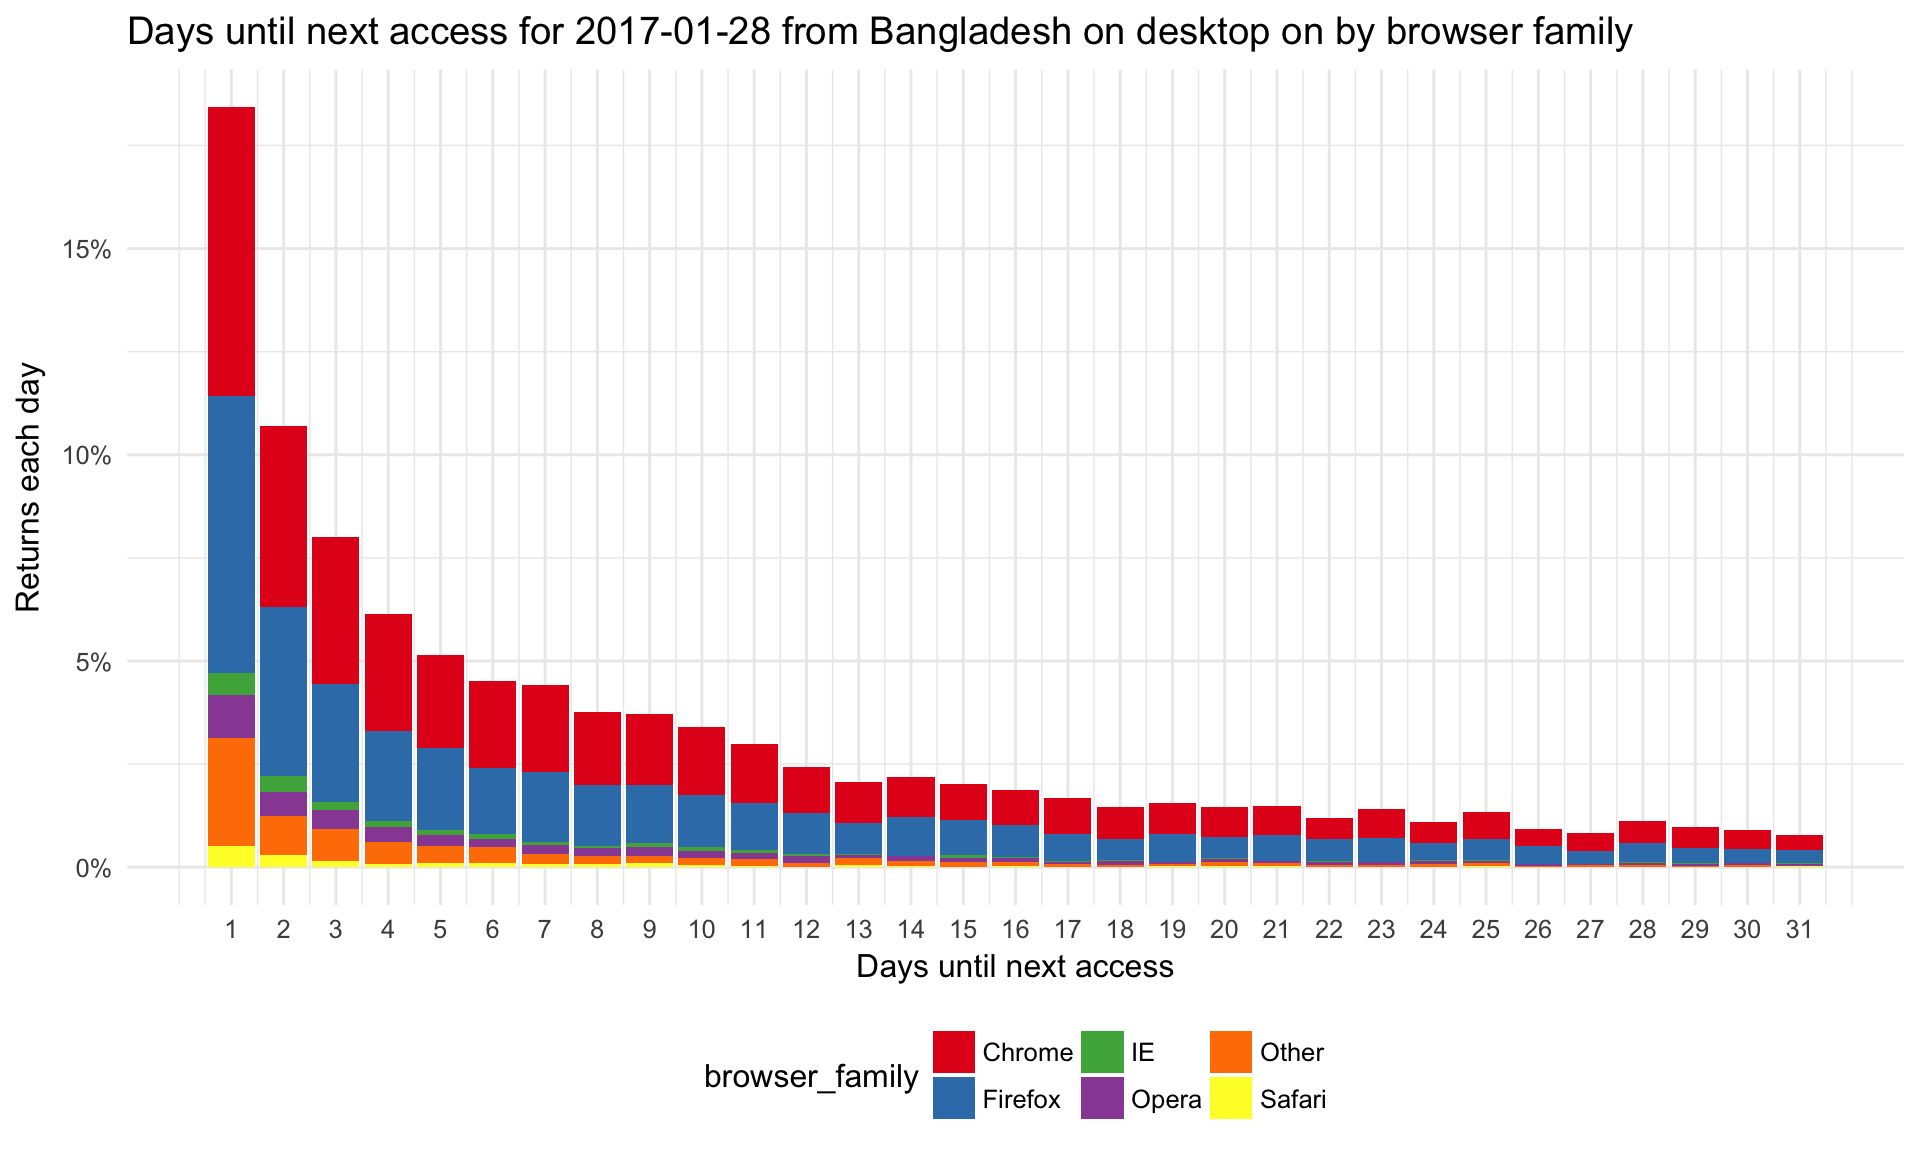 Days until next access for 2017-01-28 from Bangladesh on desktop on by browser family
Returns each day
15%
10%
5%
0%
1 2 3 4 5 6 7 8 9 10 11 12 13 14 15 16 17 18 19 20 21 22 23 24 25 26 27 28 29 30 31
Days until next access
browser_family
Chrome IE Other
Firefox Opera Safari